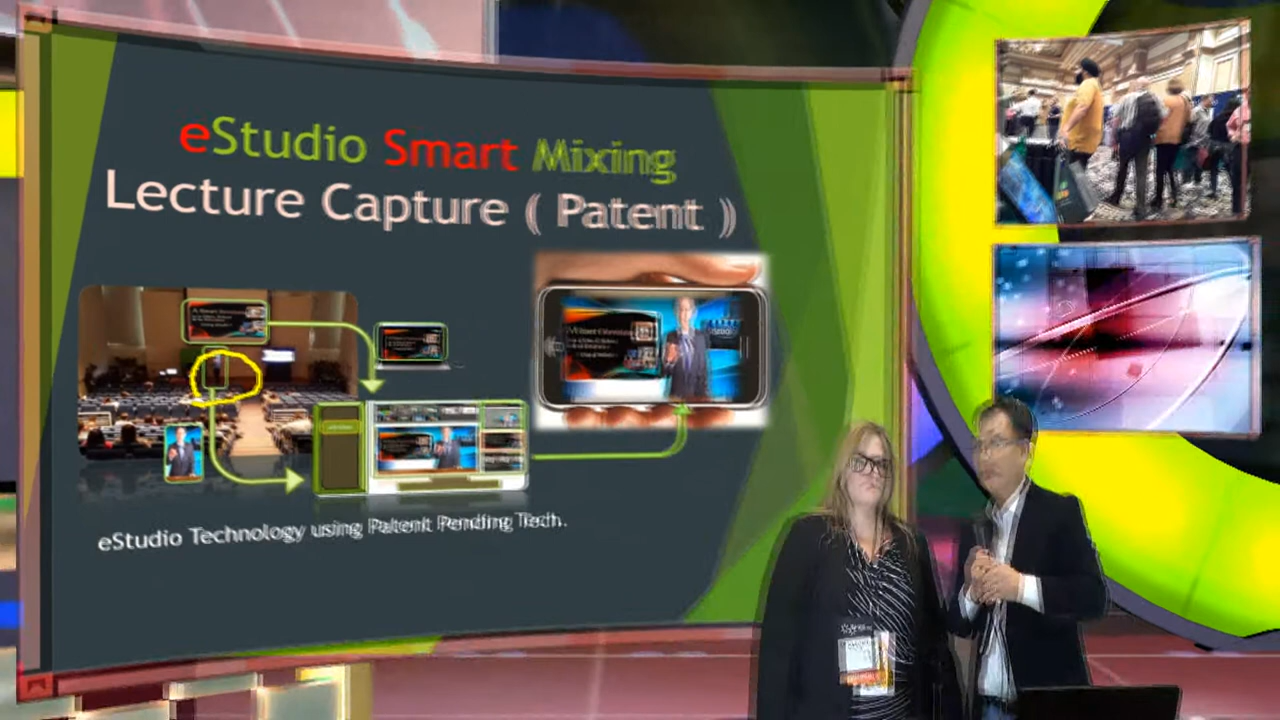 eStudio Smart Mixing
Lecture Capture ( Patent )
eStudio Technology using Patent Pending Tech.